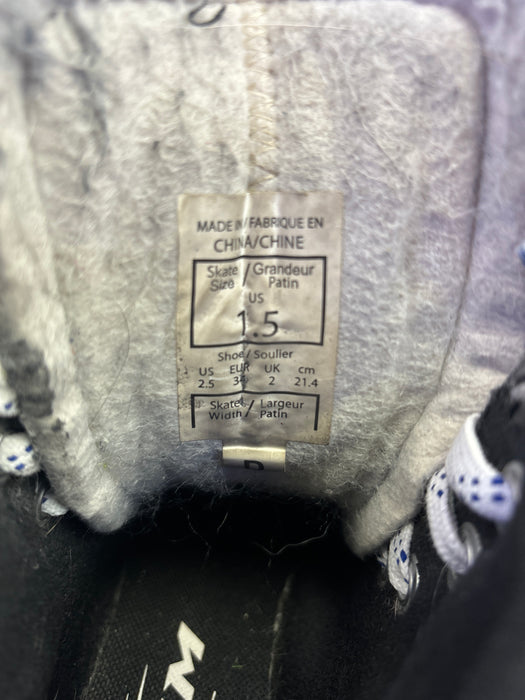 MADE IN/FABRIQUE EN
CHINA/CHINE
Skate / Grandeur
Size / Patin
US
1.5
Shoe/Soulier
US EUR UK cm
2.5 34 2 21.4
Skate / Largeur
Width / Patin
D